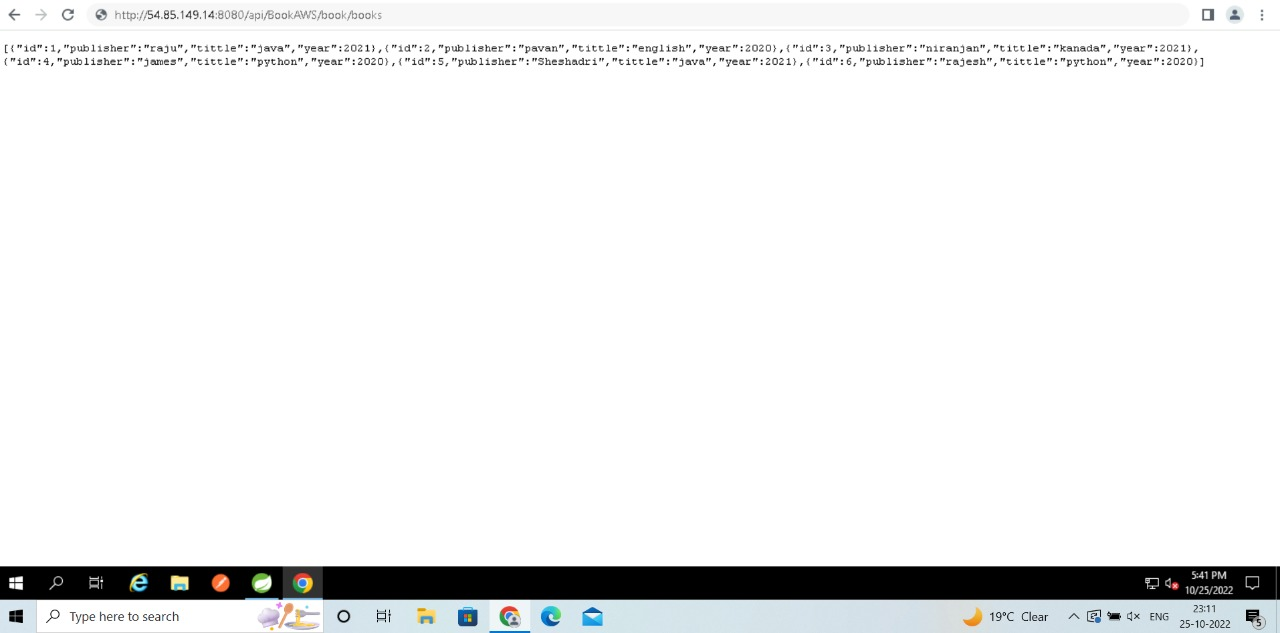 http://54.85.149.14:8080/api/BookAWS/book/books
[{"id":1,"publisher":"raju","tittle":"java","year":2021},{"id":2,"publisher":"pavan","tittle":"english","year":2020},{"id":3,"publisher":"niranjan","tittle":"kanada","year":2021},
{"id":4,"publisher":"james","tittle":"python","year":2020},{"id":5,"publisher":"Sheshadri","tittle":"java","year":2021},{"id":6,"publisher":"rajesh","tittle":"python","year":2020}]
5:41 PM
10/25/2022
Type here to search
19°C Clear
ENG
23:11
25-10-2022
5